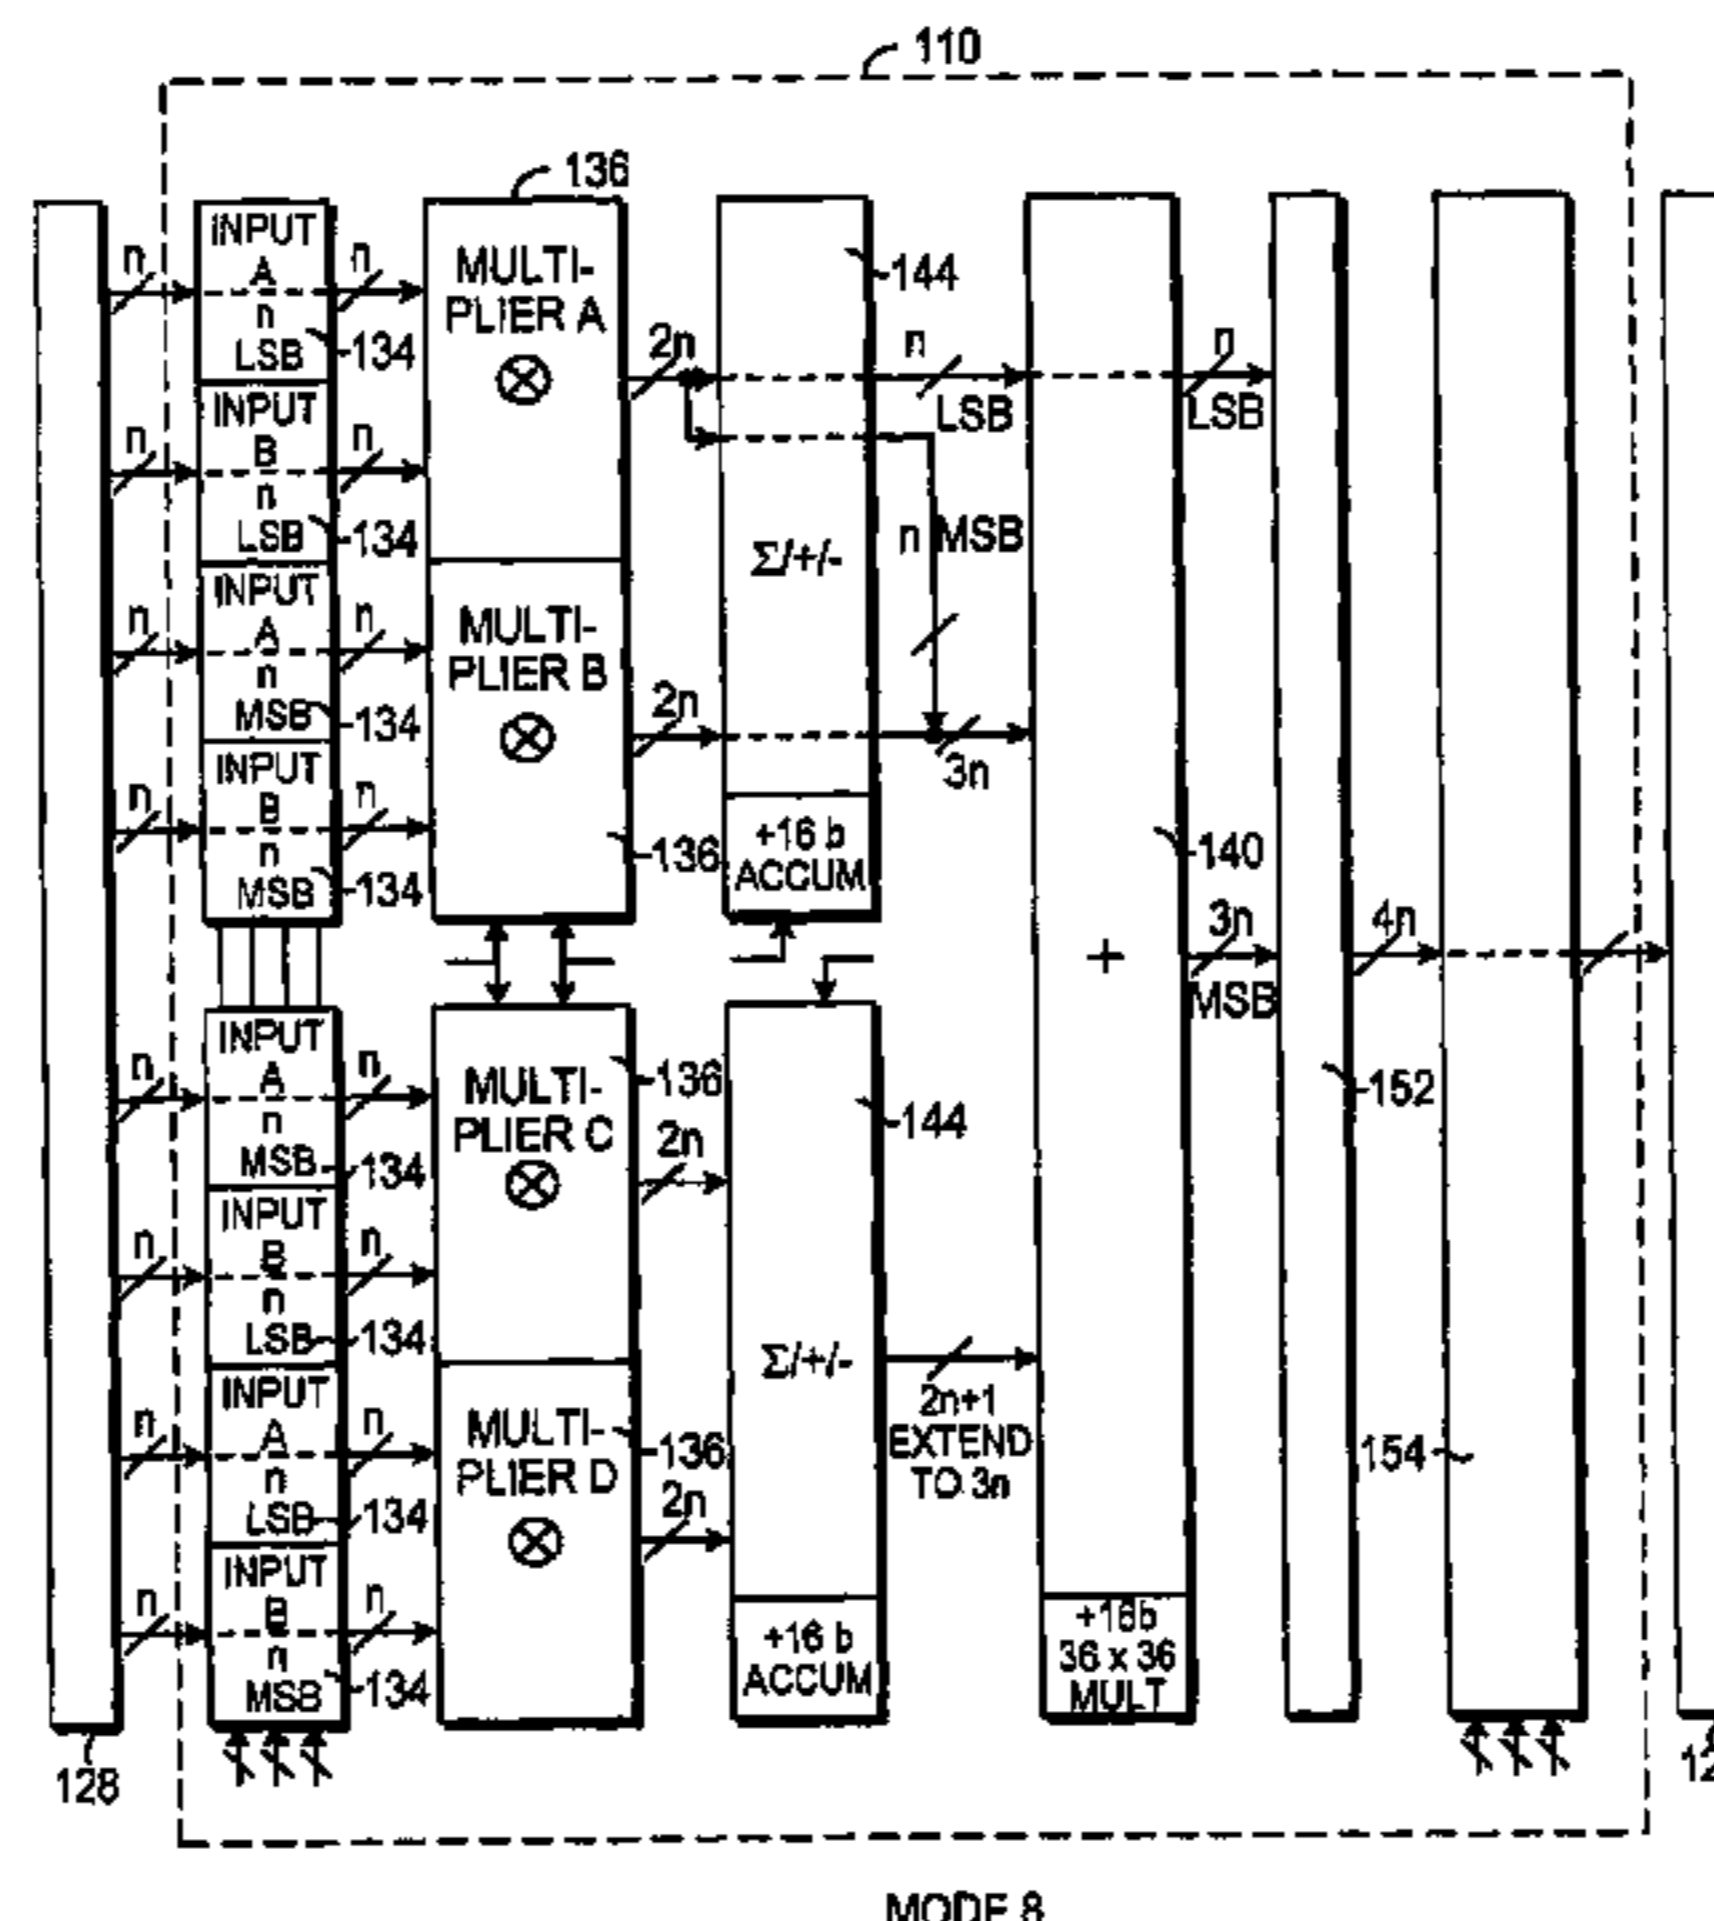 110
136
INPUT
A
n
LSB
134
INPUT
B
n
LSB
134
INPUT
A
n
MSB
134
INPUT
B
n
MSB
134
n
n
n
n
n
n
n
n
MULTI-
PLIER A
MULTI-
PLIER B
136
2n
2n
144
Σ/+/-
+16 b
ACCUM
n
LSB
n
MSB
3n
n
LSB
140
+
3n
MSB
4n
INPUT
A
n
MSB
134
INPUT
B
n
LSB
134
INPUT
A
n
LSB
134
INPUT
B
n
MSB
134
n
n
n
n
n
n
n
n
MULTI-
PLIER C
136
2n
MULTI-
PLIER D
136
2n
144
Σ/+/-
+16 b
ACCUM
2n+1
EXTEND
TO 3n
+16b
36 x 36
MULT
152
154
128
MODE 8